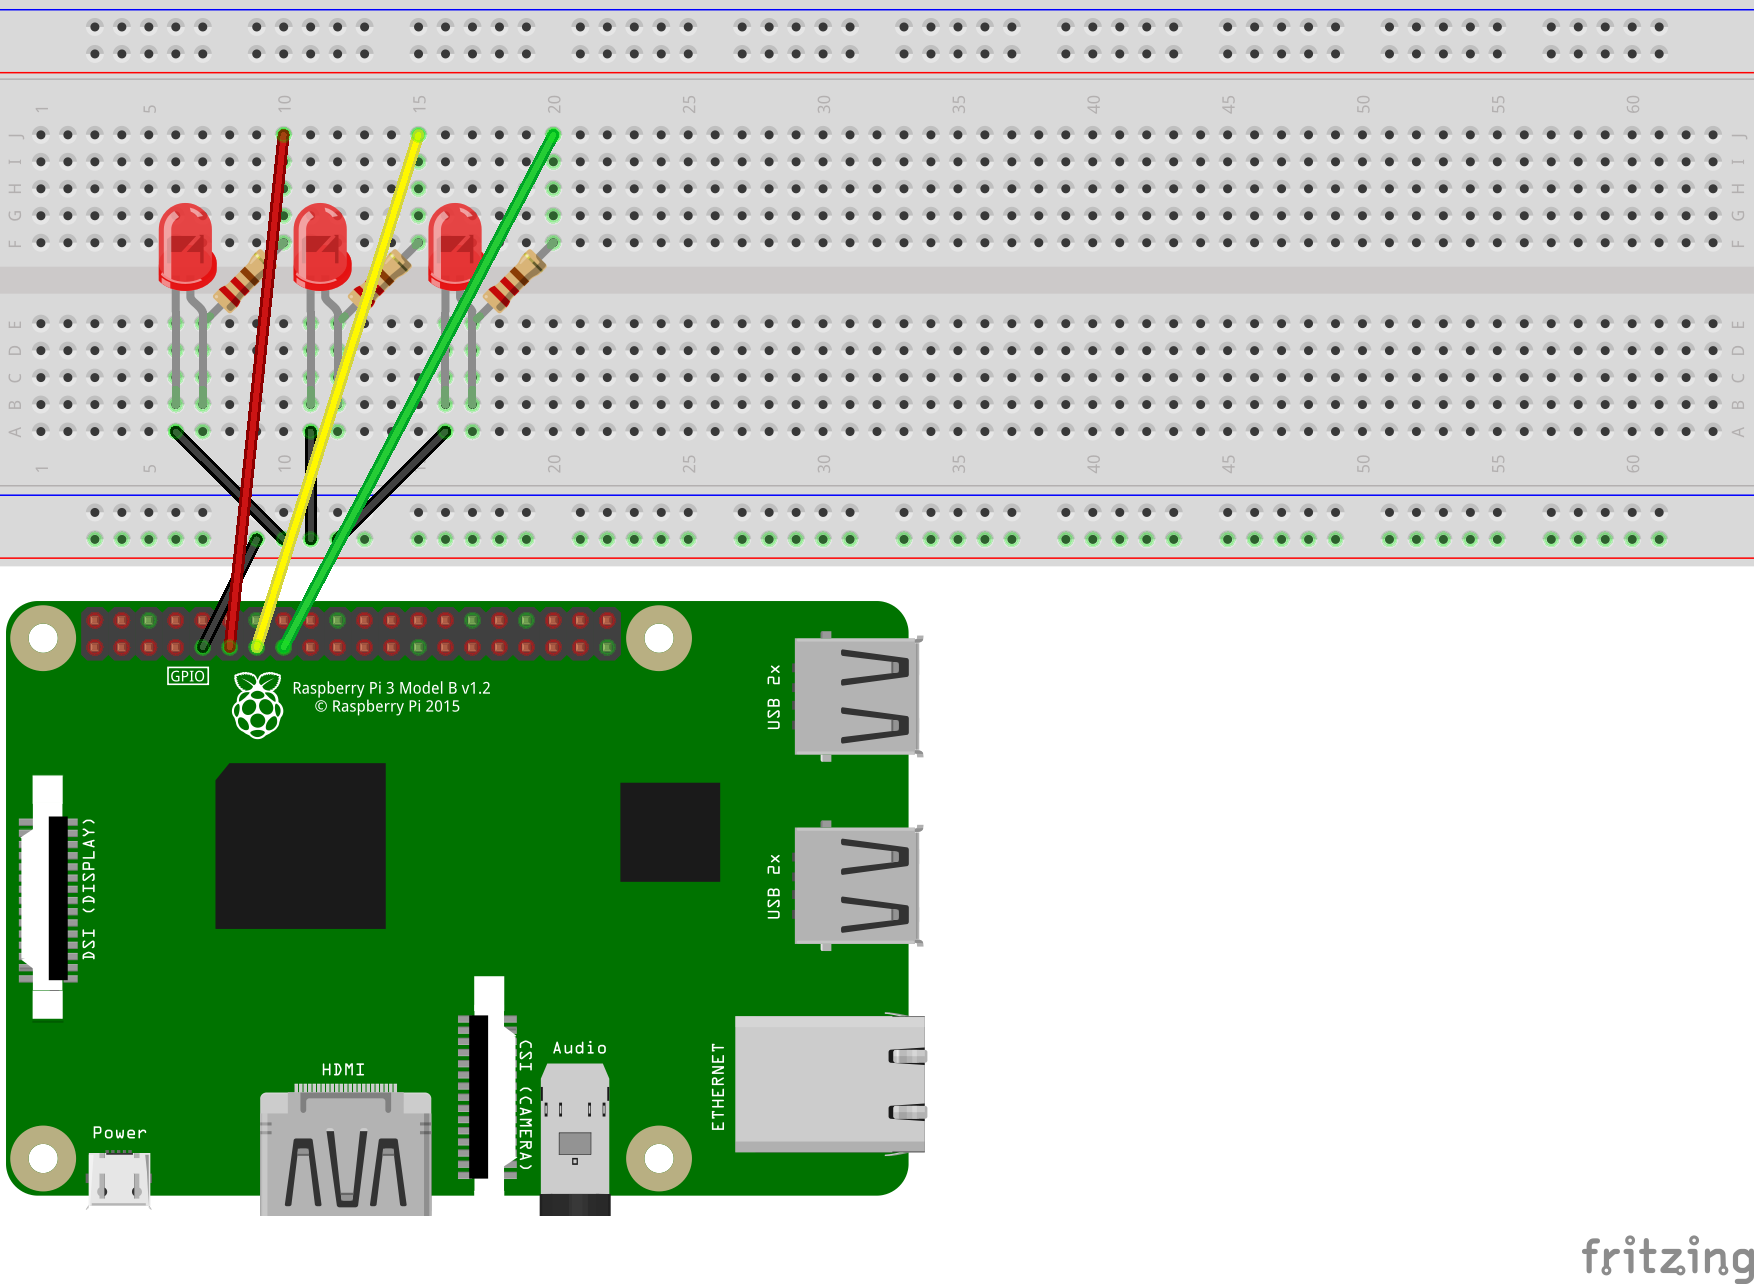 1 5 10 15 20 25 30 35 40 45 50 55 60
J J
I I
H H
G G
F F
E E
D D
C C
B B
A A
1 5 10 15 20 25 30 35 40 45 50 55 60
GPIO
Raspberry Pi 3 Model B v1.2
© Raspberry Pi 2015
USB 2x
DSI (DISPLAY)
USB 2x
HDMI
CSI (CAMERA)
Audio
ETHERNET
Power
fritzing